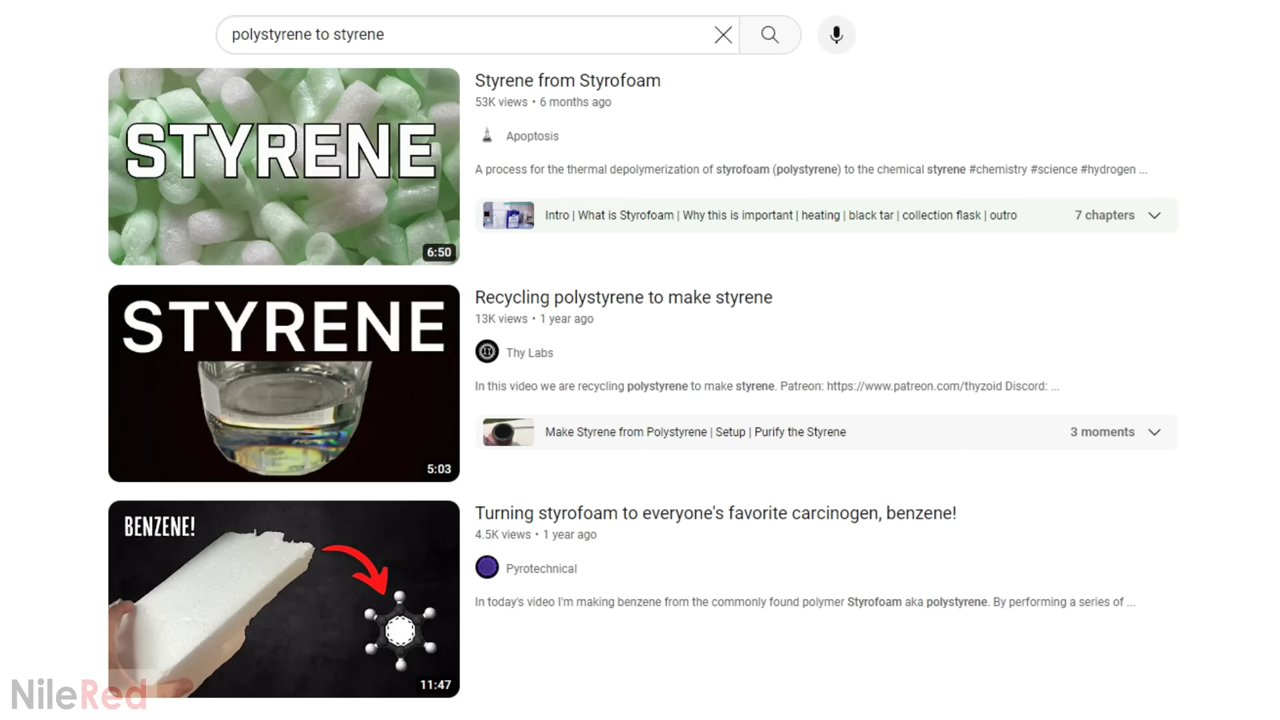 polystyrene to styrene
STYRENE
6:50
Styrene from Styrofoam
53K views • 6 months ago
Apoptosis
A process for the thermal depolymerization of styrofoam (polystyrene) to the chemical styrene #chemistry #science #hydrogen ...
Intro | What is Styrofoam | Why this is important | heating | black tar | collection flask | outro
7 chapters
STYRENE
5:03
Recycling polystyrene to make styrene
13K views • 1 year ago
Thy Labs
In this video we are recycling polystyrene to make styrene. Patreon: https://www.patreon.com/thyzoid Discord: ...
Make Styrene from Polystyrene | Setup | Purify the Styrene
3 moments
BENZENE!
11:47
Turning styrofoam to everyone's favorite carcinogen, benzene!
4.5K views • 1 year ago
Pyrotechnical
In today's video I'm making benzene from the commonly found polymer Styrofoam aka polystyrene. By performing a series of ...
NileRed